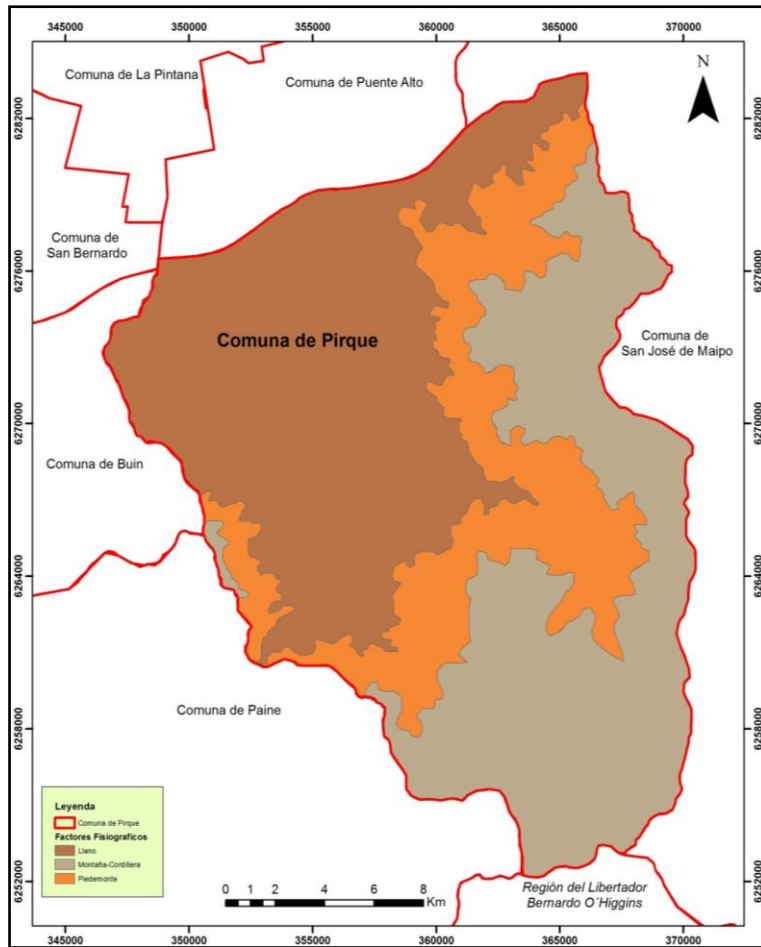 345000 350000 355000 360000 365000 370000
N
Comuna de La Pintana
Comuna de Puente Alto
6282000
6282000
Comuna de
San Bernardo
6276000
6276000
Comuna de Pirque
Comuna de
San José de Maipo
6270000
6270000
Comuna de Buin
6264000
6264000
Comuna de Paine
6258000
6258000
Leyenda
Comuna de Pirque
Factores Fisiograficos
Llano
Montaña-Cordillera
Piedemonte
6252000
6252000
0 1 2 4 6 8
Km
Región del Libertador
Bernardo O´Higgins
345000 350000 355000 360000 365000 370000